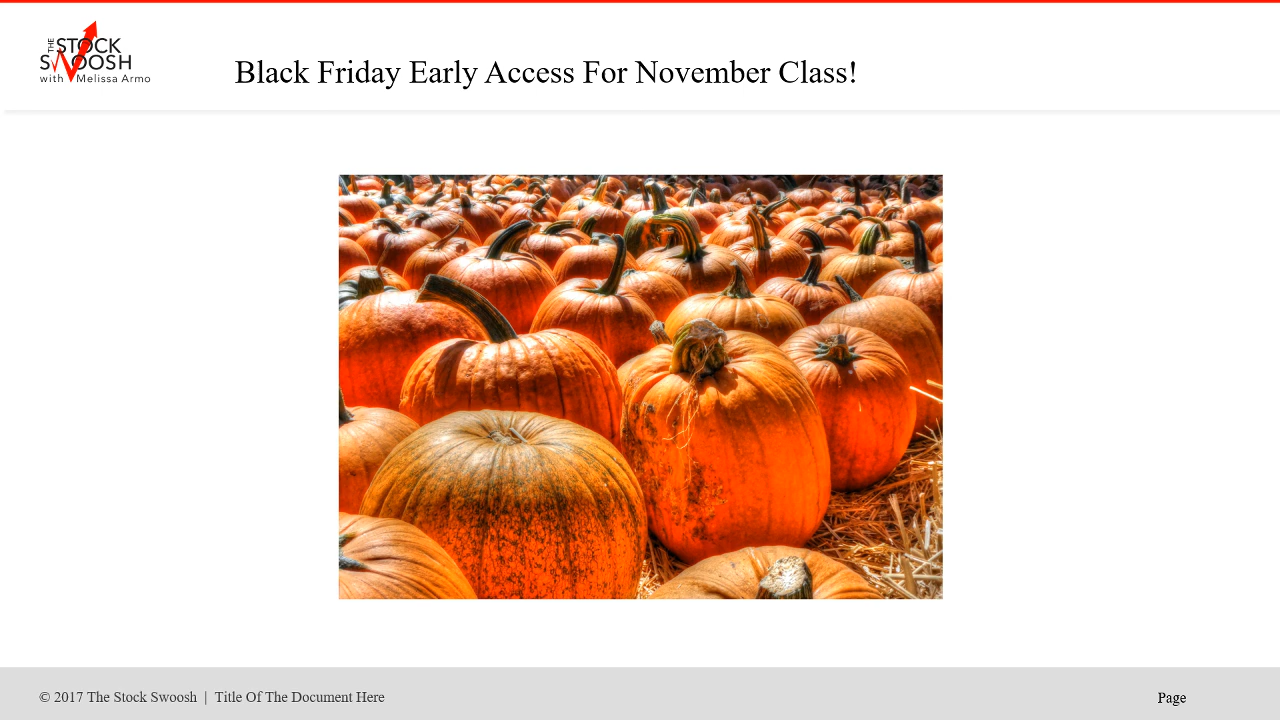 THE STOCK
SWOOSH
with Melissa Armo
Black Friday Early Access For November Class!
© 2017 The Stock Swoosh | Title Of The Document Here
Page